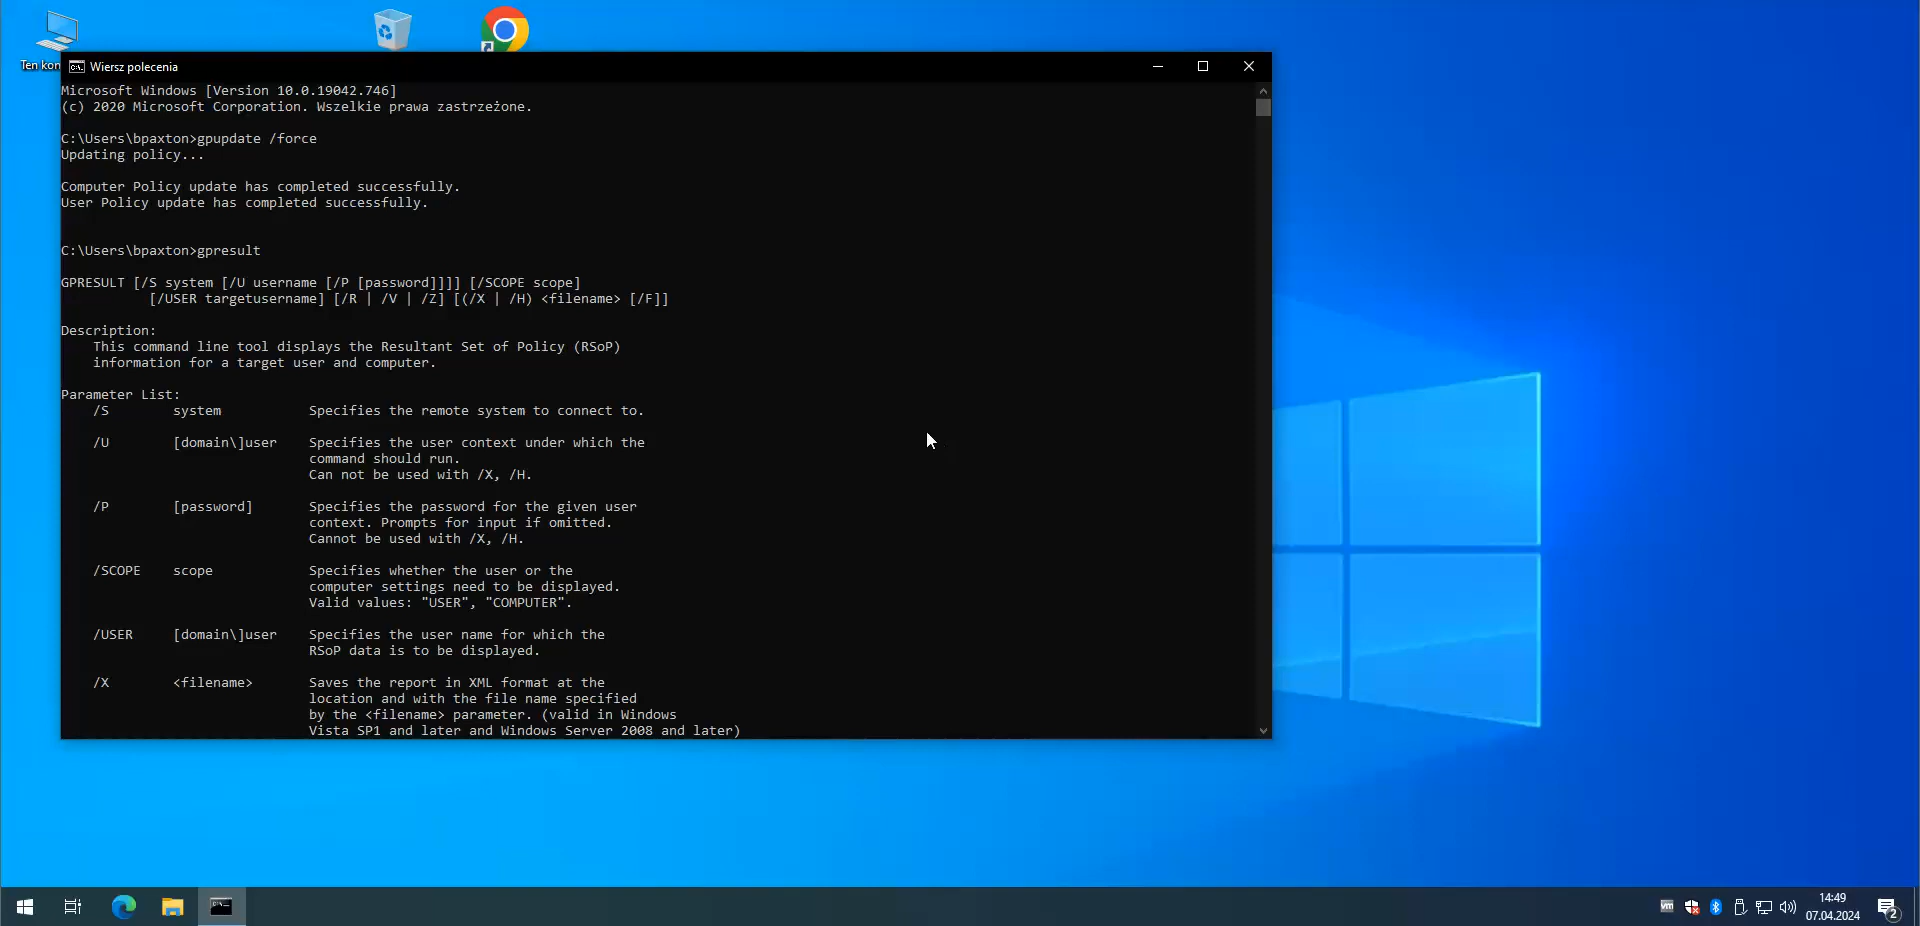 Ten kom
Wiersz polecenia
Microsoft Windows [Version 10.0.19042.746]
(c) 2020 Microsoft Corporation. Wszelkie prawa zastrzeżone.
C:\Users\bpaxton>gpupdate /force
Updating policy...
Computer Policy update has completed successfully.
User Policy update has completed successfully.
C:\Users\bpaxton>gpresult
GPRESULT [/S system [/U username [/P [password]]]] [/SCOPE scope]
[/USER targetusername] [/R | /V | /Z] [(/X | /H) <filename> [/F]]
Description:
This command line tool displays the Resultant Set of Policy (RSoP)
information for a target user and computer.
Parameter List:
/S system Specifies the remote system to connect to.
/U [domain\]user Specifies the user context under which the
command should run.
Can not be used with /X, /H.
/P [password] Specifies the password for the given user
context. Prompts for input if omitted.
Cannot be used with /X, /H.
/SCOPE scope Specifies whether the user or the
computer settings need to be displayed.
Valid values: "USER", "COMPUTER".
/USER [domain\]user Specifies the user name for which the
RSoP data is to be displayed.
/X <filename> Saves the report in XML format at the
location and with the file name specified
by the <filename> parameter. (valid in Windows
Vista SP1 and later and Windows Server 2008 and later)
vm
14:49
07.04.2024
2